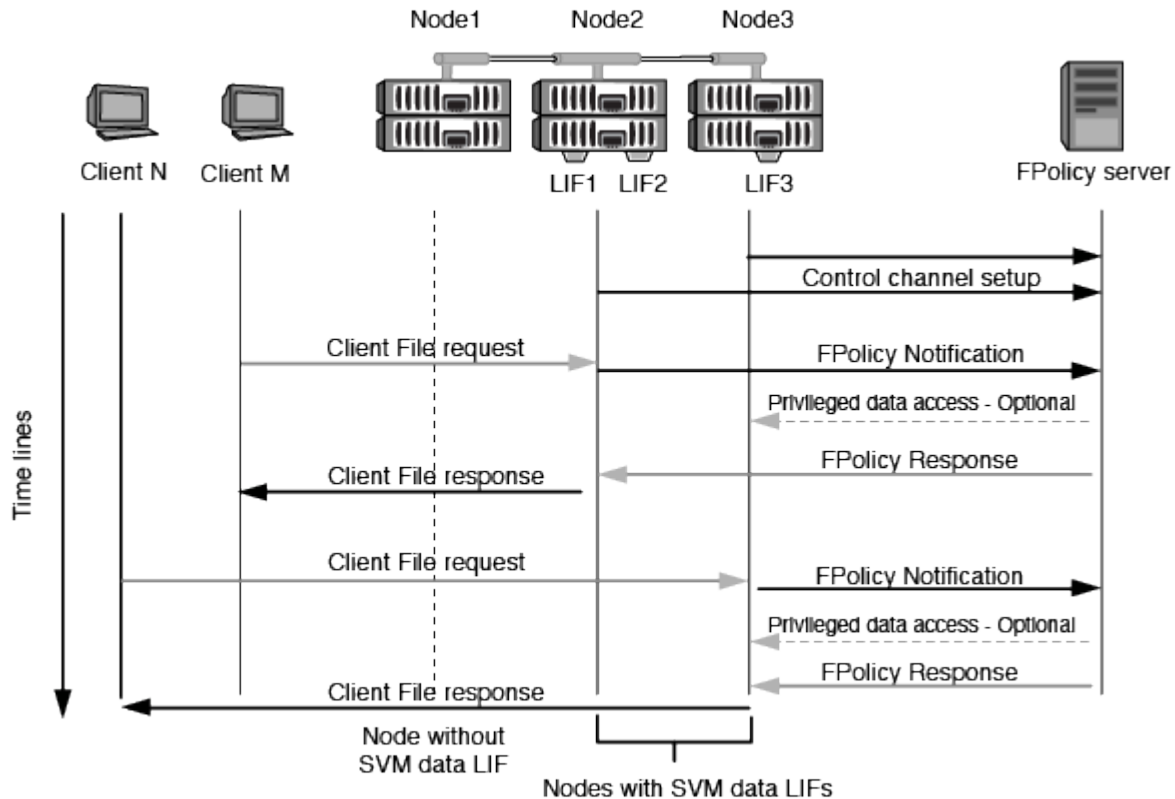 Node1
Node2
Node3
Client N
Client M
LIF1
LIF2
LIF3
FPolicy server
Control channel setup
Client File request
FPolicy Notification
Privileged data access - Optional
FPolicy Response
Client File response
Time lines
Client File request
FPolicy Notification
Privileged data access - Optional
FPolicy Response
Client File response
Node without
SVM data LIF
Nodes with SVM data LIFs